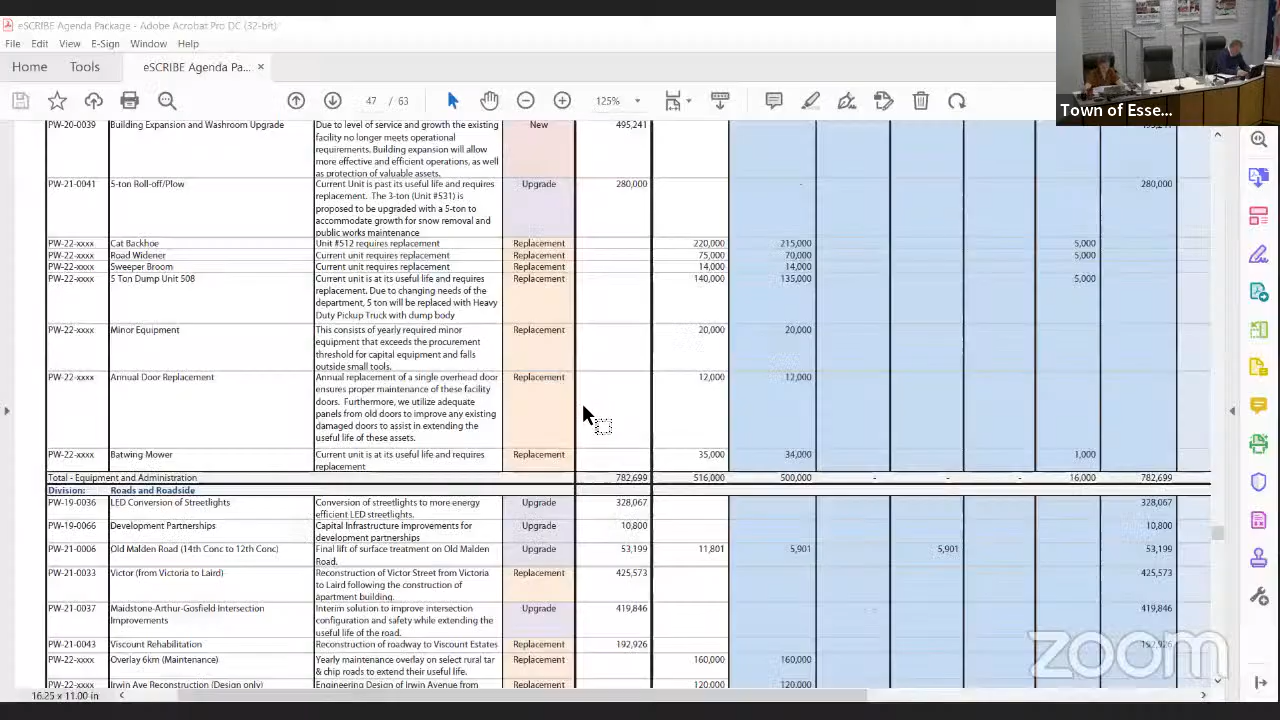 eSCRIBE Agenda Package - Adobe Acrobat Pro DC (32-bit)
File Edit View E-Sign Window Help
Home Tools eSCRIBE Agenda Pa... ×
47 / 63 125%
Town of Esse...
PW-20-0039 Building Expansion and Washroom Upgrade Due to level of service and growth the existing New 495,241
facility no longer meets operational
requirements. Building expansion will allow
more effective and efficient operations, as well
as protection of valuable assets.
PW-21-0041 5-ton Roll-off/Plow Current Unit is past its useful life and requires Upgrade 280,000 - 280,000
replacement. The 3-ton (Unit #531) is
proposed to be upgraded with a 5-ton to
accommodate growth for snow removal and
public works maintenance
PW-22-xxxx Cat Backhoe Unit #512 requires replacement Replacement 220,000 215,000 5,000
PW-22-xxxx Road Widener Current unit requires replacement Replacement 75,000 70,000 5,000
PW-22-xxxx Sweeper Broom Current unit requires replacement Replacement 14,000 14,000
PW-22-xxxx 5 Ton Dump Unit 508 Current unit is at its useful life and requires Replacement 140,000 135,000 5,000
replacement. Due to changing needs of the
department, 5 ton will be replaced with Heavy
Duty Pickup Truck with dump body
PW-22-xxxx Minor Equipment This consists of yearly required minor Replacement 20,000 20,000
equipment that exceeds the procurement
threshold for capital equipment and falls
outside small tools.
PW-22-xxxx Annual Door Replacement Annual replacement of a single overhead door Replacement 12,000 12,000
ensures proper maintenance of these facility
doors. Furthermore, we utilize adequate
panels from old doors to improve any existing
damaged doors to assist in extending the
useful life of these assets.
PW-22-xxxx Batwing Mower Current unit is at its useful life and requires Replacement 35,000 34,000 1,000
replacement
Total - Equipment and Administration 782,699 516,000 500,000 - - - 16,000 782,699
Division: Roads and Roadside
PW-19-0036 LED Conversion of Streetlights Conversion of streetlights to more energy Upgrade 328,067 328,067
efficient LED streetlights.
PW-19-0066 Development Partnerships Capital Infrastructure improvements for Upgrade 10,800 10,800
development partnerships
PW-21-0006 Old Malden Road (14th Conc to 12th Conc) Final lift of surface treatment on Old Malden Upgrade 53,199 11,801 5,901 5,901 53,199
Road.
PW-21-0033 Victor (from Victoria to Laird) Reconstruction of Victor Street from Victoria Replacement 425,573 425,573
to Laird following the construction of
apartment building.
PW-21-0037 Maidstone-Arthur-Gosfield Intersection Interim solution to improve intersection Upgrade 419,846 419,846
Improvements configuration and safety while extending the
useful life of the road.
PW-21-0043 Viscount Rehabilitation Reconstruction of roadway to Viscount Estates Replacement 192,926 192,926
PW-22-xxxx Overlay 6km (Maintenance) Yearly maintenance overlay on select rural tar Replacement 160,000 160,000
& chip roads to extend their useful life.
PW-22-xxxx Irwin Ave Reconstruction (Design only) Engineering Design of Irwin Avenue from Replacement 120,000 120,000
zoom
16.25 x 11.00 in